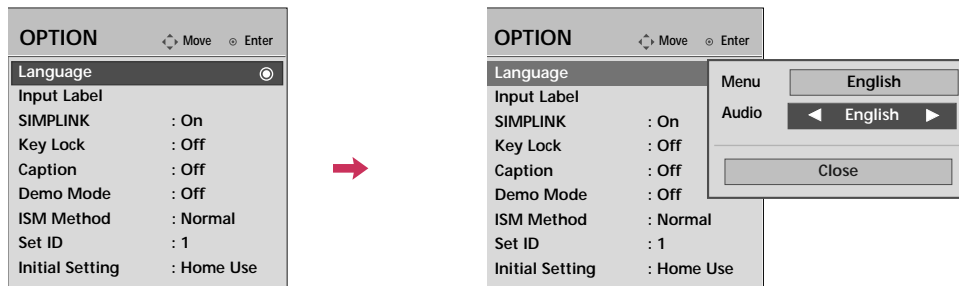 OPTION Move Enter
Language
Input Label
SIMPLINK : On
Key Lock : Off
Caption : Off
Demo Mode : Off
ISM Method : Normal
Set ID : 1
Initial Setting : Home Use
OPTION Move Enter
Language
Input Label
SIMPLINK : On
Key Lock : Off
Caption : Off
Demo Mode : Off
ISM Method : Normal
Set ID : 1
Initial Setting : Home Use
Menu English
Audio ◀ English ▶
Close